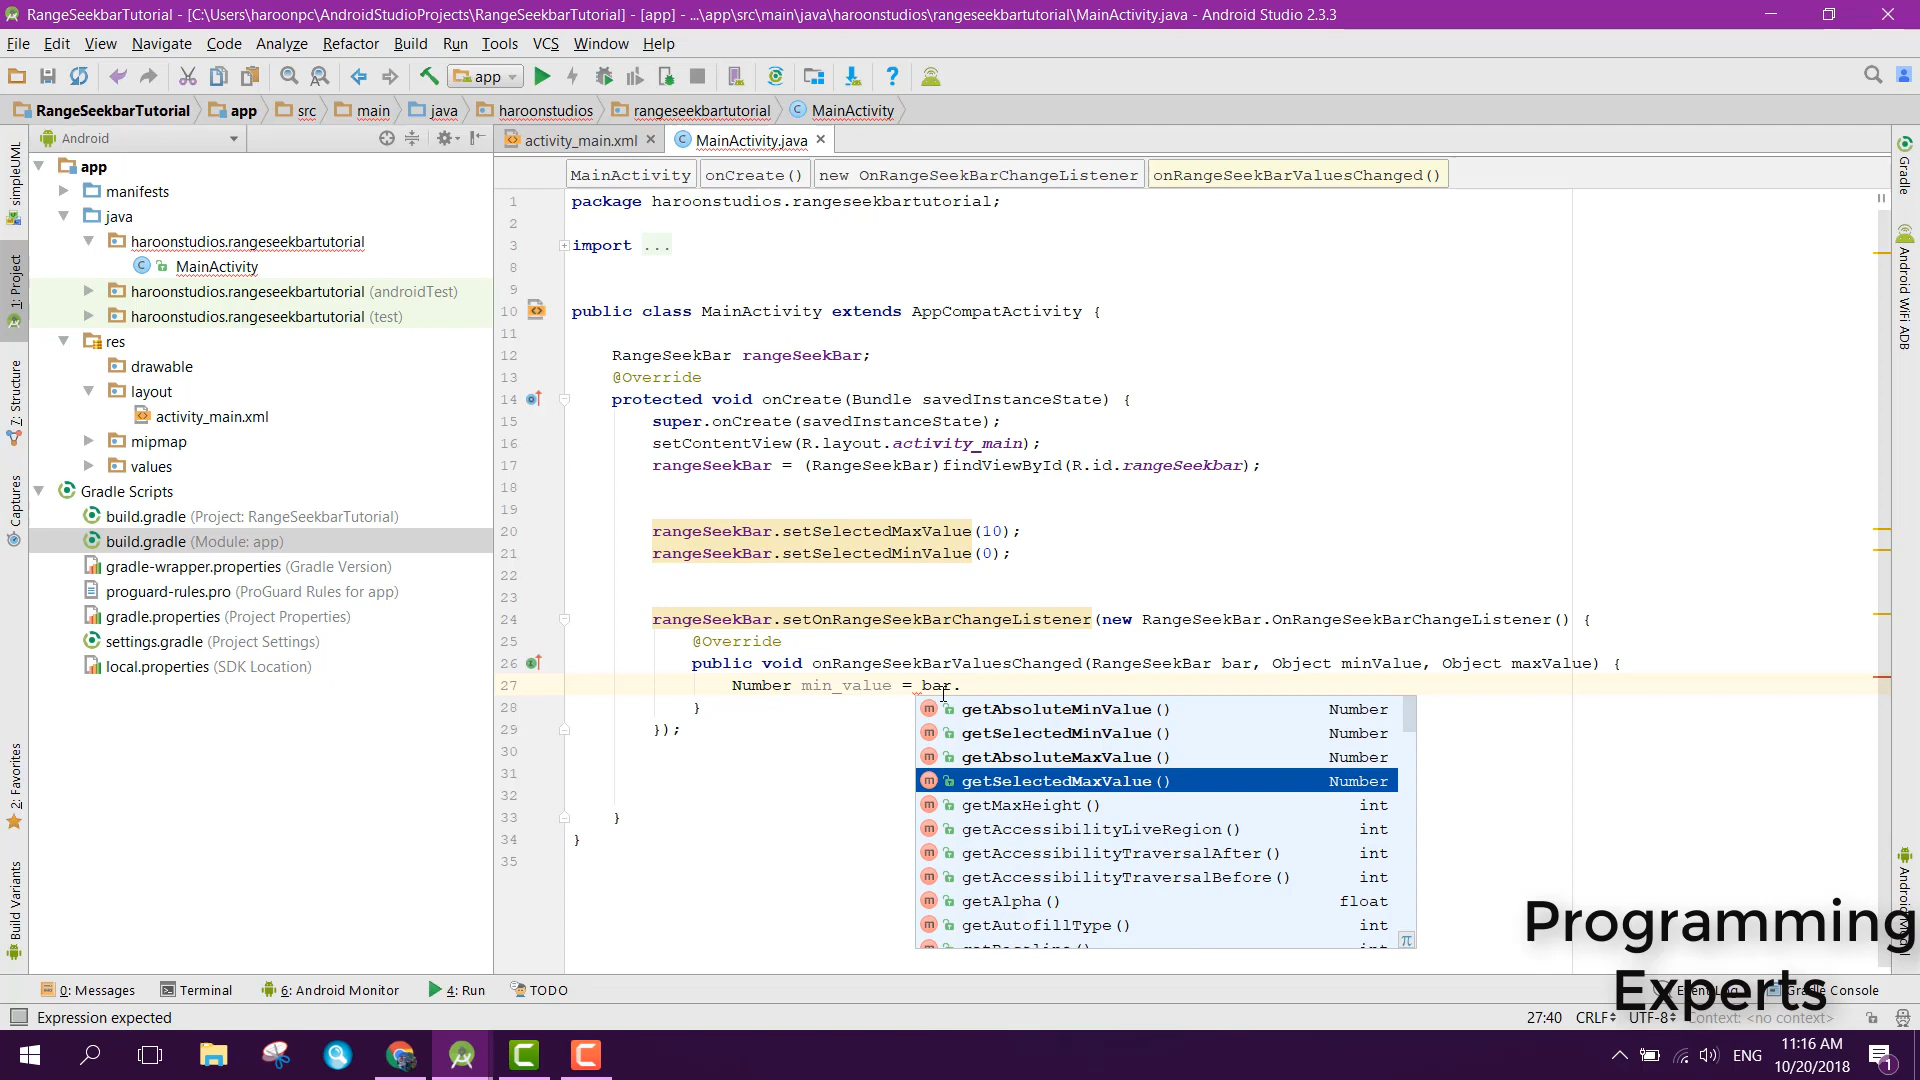 RangeSeekbarTutorial - [C:\Users\haroonpc\AndroidStudioProjects\RangeSeekbarTutorial] - [app] - ...\app\src\main\java\haroonstudios\rangeseekbartutorial\MainActivity.java - Android Studio 2.3.3
File Edit View Navigate Code Analyze Refactor Build Run Tools VCS Window Help
app
RangeSeekbarTutorial app src main java haroonstudios rangeseekbartutorial MainActivity
Android
activity_main.xml MainActivity.java
MainActivity onCreate() new OnRangeSeekBarChangeListener onRangeSeekBarValuesChanged()
app
manifests
java
haroonstudios.rangeseekbartutorial
MainActivity
haroonstudios.rangeseekbartutorial (androidTest)
haroonstudios.rangeseekbartutorial (test)
res
drawable
layout
activity_main.xml
mipmap
values
Gradle Scripts
build.gradle (Project: RangeSeekbarTutorial)
build.gradle (Module: app)
gradle-wrapper.properties (Gradle Version)
proguard-rules.pro (ProGuard Rules for app)
gradle.properties (Project Properties)
settings.gradle (Project Settings)
local.properties (SDK Location)
simpleUML
1: Project
7: Structure
Captures
2: Favorites
Build Variants
1 package haroonstudios.rangeseekbartutorial;
2
3 import ...
8
9
10 public class MainActivity extends AppCompatActivity {
11
12 RangeSeekBar rangeSeekBar;
13 @Override
14 protected void onCreate(Bundle savedInstanceState) {
15 super.onCreate(savedInstanceState);
16 setContentView(R.layout.activity_main);
17 rangeSeekBar = (RangeSeekBar)findViewById(R.id.rangeSeekbar);
18
19
20 rangeSeekBar.setSelectedMaxValue(10);
21 rangeSeekBar.setSelectedMinValue(0);
22
23
24 rangeSeekBar.setOnRangeSeekBarChangeListener(new RangeSeekBar.OnRangeSeekBarChangeListener() {
25 @Override
26 public void onRangeSeekBarValuesChanged(RangeSeekBar bar, Object minValue, Object maxValue) {
27 Number min_value = bar.
28 }
29 });
30
31
32
33 }
34 }
35
getAbsoluteMinValue() Number
getSelectedMinValue() Number
getAbsoluteMaxValue() Number
getSelectedMaxValue() Number
getMaxHeight() int
getAccessibilityLiveRegion() int
getAccessibilityTraversalAfter() int
getAccessibilityTraversalBefore() int
getAlpha() float
getAutofillType() int
getBaseline() int
π
Gradle
Android WiFi ADB
Programming
Experts
0: Messages Terminal 6: Android Monitor 4: Run TODO Event Log Gradle Console
Expression expected 27:40 CRLF UTF-8 Context: <no context>
ENG 11:16 AM
10/20/2018
1